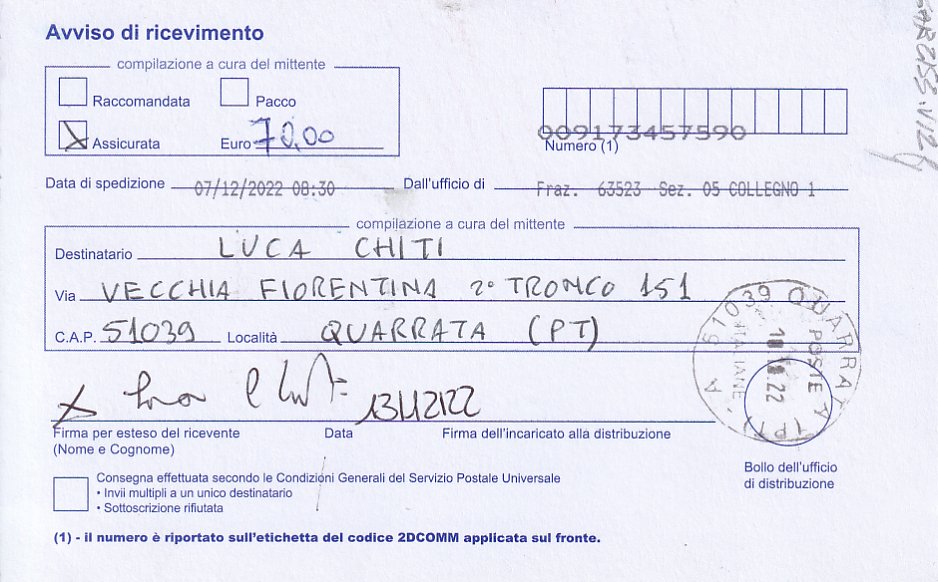 Avviso di ricevimento
compilazione a cura del mittente
Raccomandata Pacco
Assicurata Euro 70,00
009173457590
Numero (1)
Data di spedizione 07/12/2022 08:30 Dall'ufficio di Fraz. 63523 Sez. 05 COLLEGNO 1
compilazione a cura del mittente
Destinatario LUCA CHITI
Via VECCHIA FIORENTINA 2° TRONCO 151
C.A.P. 51039 Località QUARRATA (PT)
51039 QUARRATA (PT)
POSTE ITALIANE
13/12/22
Firma per esteso del ricevente Data Firma dell'incaricato alla distribuzione
(Nome e Cognome)
Bollo dell'ufficio
di distribuzione
Consegna effettuata secondo le Condizioni Generali del Servizio Postale Universale
• Invii multipli a un unico destinatario
• Sottoscrizione rifiutata
(1) - il numero è riportato sull'etichetta del codice 2DCOMM applicata sul fronte.